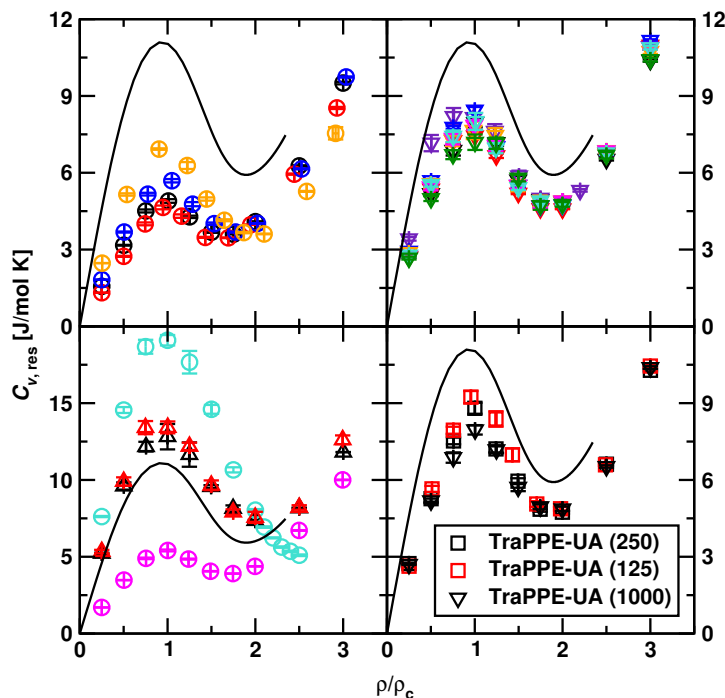 12
9
6
3
0
12
9
6
3
0
C_v,res [J/mol K]
15
10
5
0
9
6
3
0
TraPPE-UA (250)
TraPPE-UA (125)
TraPPE-UA (1000)
0 1 2 3
0 1 2 3
ρ/ρ_c